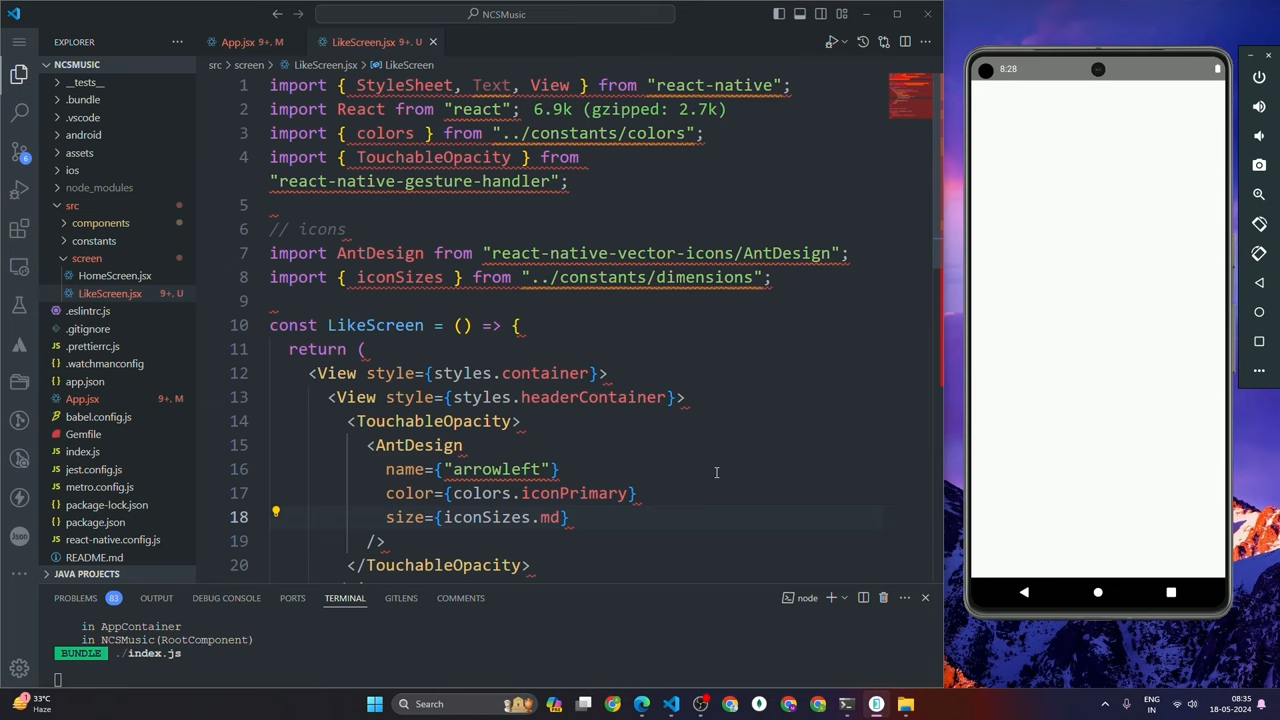 NCSMusic
EXPLORER
App.jsx 9+, M
LikeScreen.jsx 9+, U
NCSMUSIC
src
screen
LikeScreen.jsx
LikeScreen
__tests__
.bundle
.vscode
android
assets
ios
node_modules
src
components
constants
screen
HomeScreen.jsx
LikeScreen.jsx 9+, U
.eslintrc.js
.gitignore
.prettierrc.js
.watchmanconfig
app.json
App.jsx 9+, M
babel.config.js
Gemfile
index.js
jest.config.js
metro.config.js
package-lock.json
package.json
react-native.config.js
README.md
JAVA PROJECTS
6
1 import { StyleSheet, Text, View } from "react-native";
2 import React from "react"; 6.9k (gzipped: 2.7k)
3 import { colors } from "../constants/colors";
4 import { TouchableOpacity } from
"react-native-gesture-handler";
5
6 // icons
7 import AntDesign from "react-native-vector-icons/AntDesign";
8 import { iconSizes } from "../constants/dimensions";
9
10 const LikeScreen = () => {
11 return (
12 <View style={styles.container}>
13 <View style={styles.headerContainer}>
14 <TouchableOpacity>
15 <AntDesign
16 name={"arrowleft"}
17 color={colors.iconPrimary}
18 size={iconSizes.md}
19 />
20 </TouchableOpacity>
PROBLEMS 83
OUTPUT
DEBUG CONSOLE
PORTS
TERMINAL
GITLENS
COMMENTS
node
in AppContainer
in NCSMusic(RootComponent)
BUNDLE ./index.js
8:28
33°C
Haze
Search
ENG
IN
08:35
18-05-2024